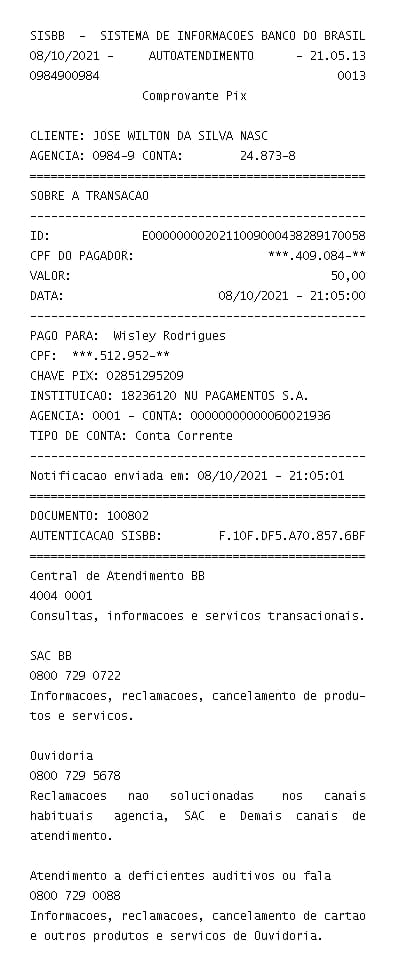 SISBB - SISTEMA DE INFORMACOES BANCO DO BRASIL
08/10/2021 - AUTOATENDIMENTO - 21.05.13
0984900984 0013
Comprovante Pix
CLIENTE: JOSE WILTON DA SILVA NASC
AGENCIA: 0984-9 CONTA: 24.873-8
================================================
SOBRE A TRANSACAO
------------------------------------------------
ID: E0000000020211009000438289170058
CPF DO PAGADOR: ***.409.084-**
VALOR: 50,00
DATA: 08/10/2021 - 21:05:00
------------------------------------------------
PAGO PARA: Wisley Rodrigues
CPF: ***.512.952-**
CHAVE PIX: 02851295209
INSTITUICAO: 18236120 NU PAGAMENTOS S.A.
AGENCIA: 0001 - CONTA: 00000000000060021936
TIPO DE CONTA: Conta Corrente
------------------------------------------------
Notificacao enviada em: 08/10/2021 - 21:05:01
================================================
DOCUMENTO: 100802
AUTENTICACAO SISBB: F.10F.DF5.A70.857.6BF
================================================
Central de Atendimento BB
4004 0001
Consultas, informacoes e servicos transacionais.
SAC BB
0800 729 0722
Informacoes, reclamacoes, cancelamento de produ-
tos e servicos.
Ouvidoria
0800 729 5678
Reclamacoes nao solucionadas nos canais
habituais agencia, SAC e Demais canais de
atendimento.
Atendimento a deficientes auditivos ou fala
0800 729 0088
Informacoes, reclamacoes, cancelamento de cartao
e outros produtos e servicos de Ouvidoria.